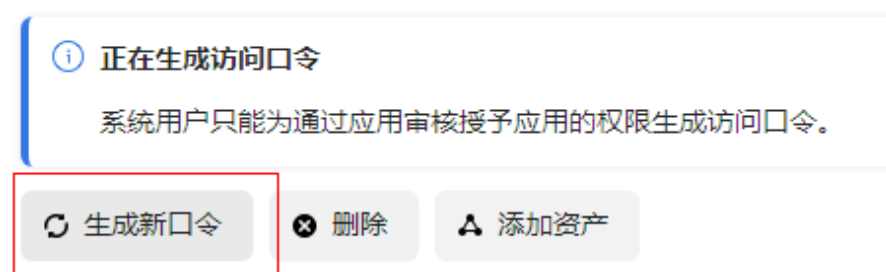 正在生成访问口令
系统用户只能为通过应用审核授予应用的权限生成访问口令。
生成新口令 删除 添加资产